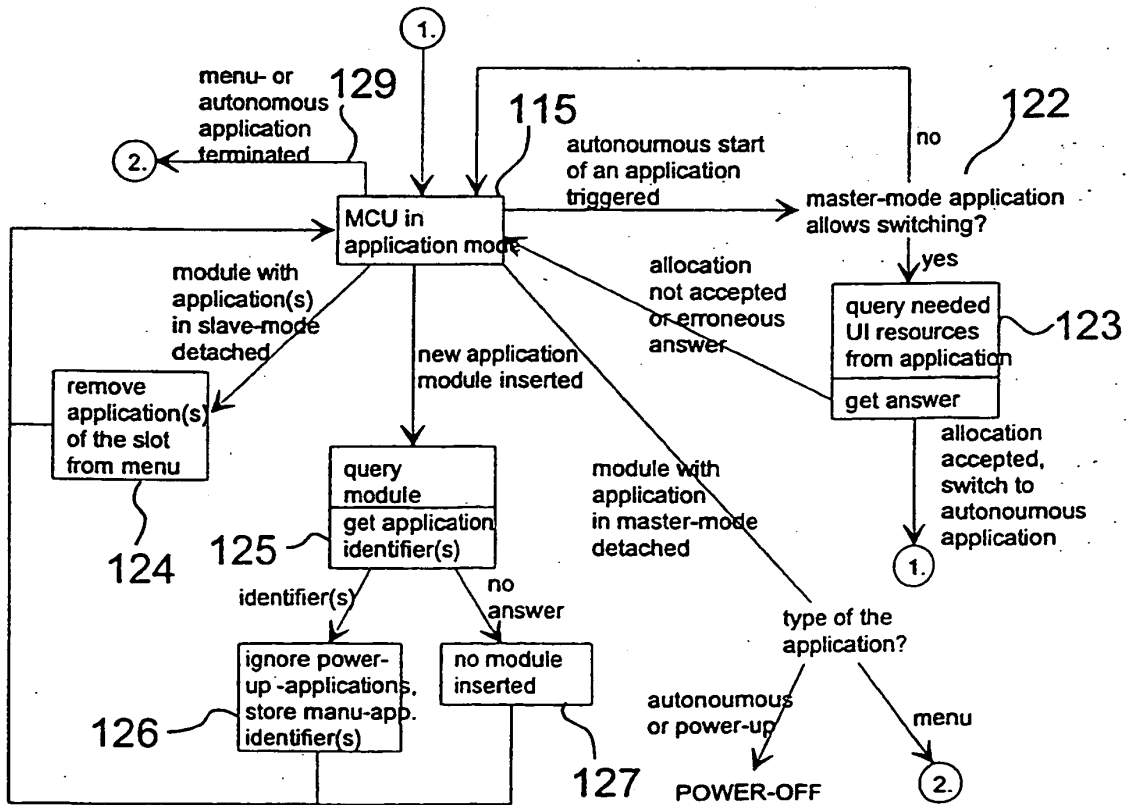 1.
menu- or
autonomous
application
terminated
129
2.
115
autonoumous start
of an application
triggered
no
122
master-mode application
allows switching?
yes
MCU in
application mode
module with
application(s)
in slave-mode
detached
allocation
not accepted
or erroneous
answer
query needed
UI resources
from application
get answer
123
new application
module inserted
remove
application(s)
of the slot
from menu
124
query
module
get application
identifier(s)
125
module with
application
in master-mode
detached
allocation
accepted,
switch to
autonoumous
application
1.
identifier(s)
no
answer
type of the
application?
ignore power-
up -applications,
store manu-app.
identifier(s)
126
no module
inserted
127
autonoumous
or power-up
menu
POWER-OFF
2.